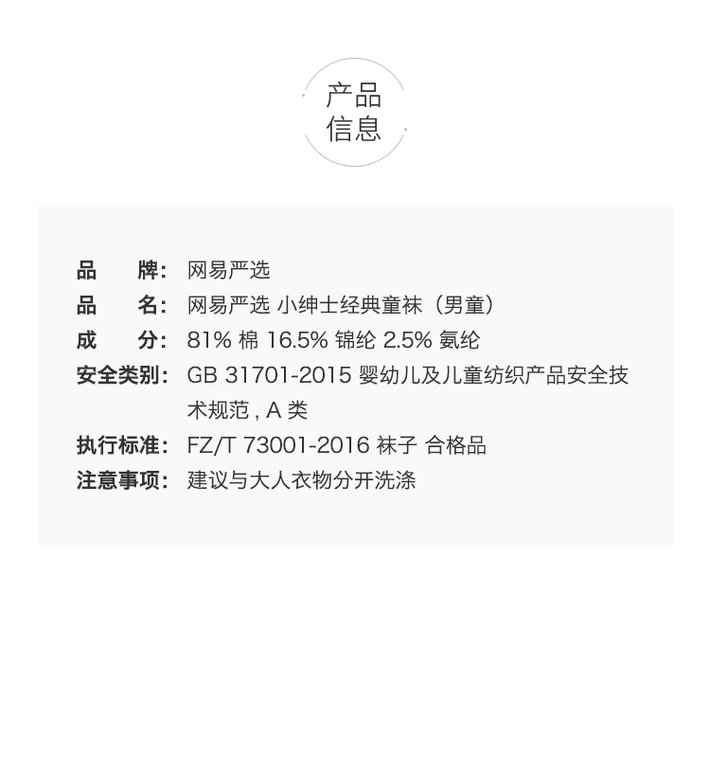 产品
信息
品 牌： 网易严选
品 名： 网易严选 小绅士经典童袜（男童）
成 分： 81% 棉 16.5% 锦纶 2.5% 氨纶
安全类别： GB 31701-2015 婴幼儿及儿童纺织产品安全技
术规范 , A 类
执行标准： FZ/T 73001-2016 袜子 合格品
注意事项： 建议与大人衣物分开洗涤